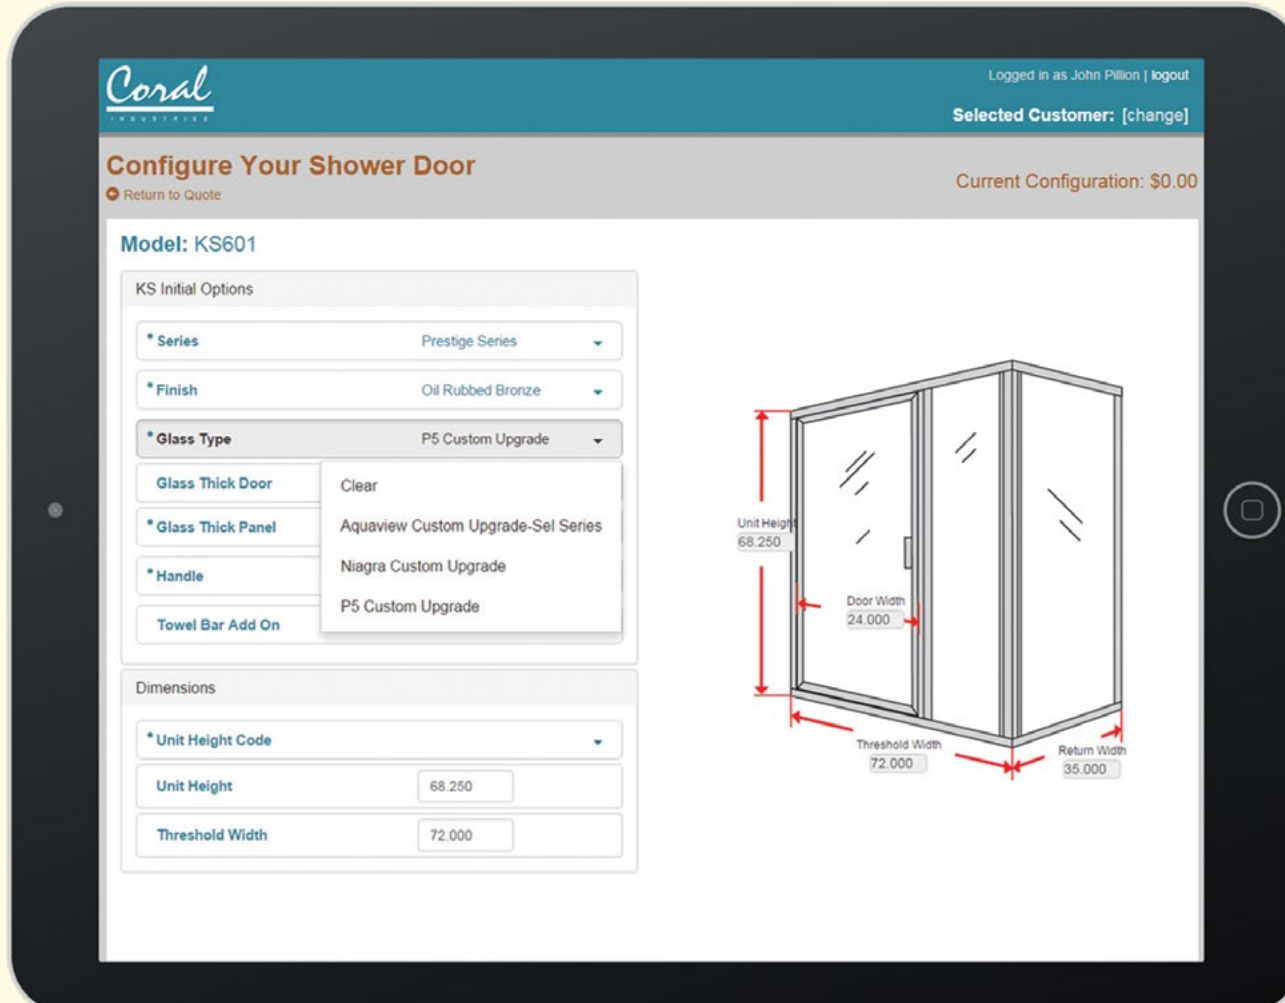 Coral
INDUSTRIES
Logged in as John Pillion | logout
Selected Customer: [change]
Configure Your Shower Door
Return to Quote
Current Configuration: $0.00
Model: KS601
KS Initial Options
* Series Prestige Series
* Finish Oil Rubbed Bronze
* Glass Type P5 Custom Upgrade
Glass Thick Door
* Glass Thick Panel
* Handle
Towel Bar Add On
Clear
Aquaview Custom Upgrade-Sel Series
Niagra Custom Upgrade
P5 Custom Upgrade
Dimensions
* Unit Height Code
Unit Height 68.250
Threshold Width 72.000
Unit Height
68.250
Door Width
24.000
Threshold Width
72.000
Return Width
35.000